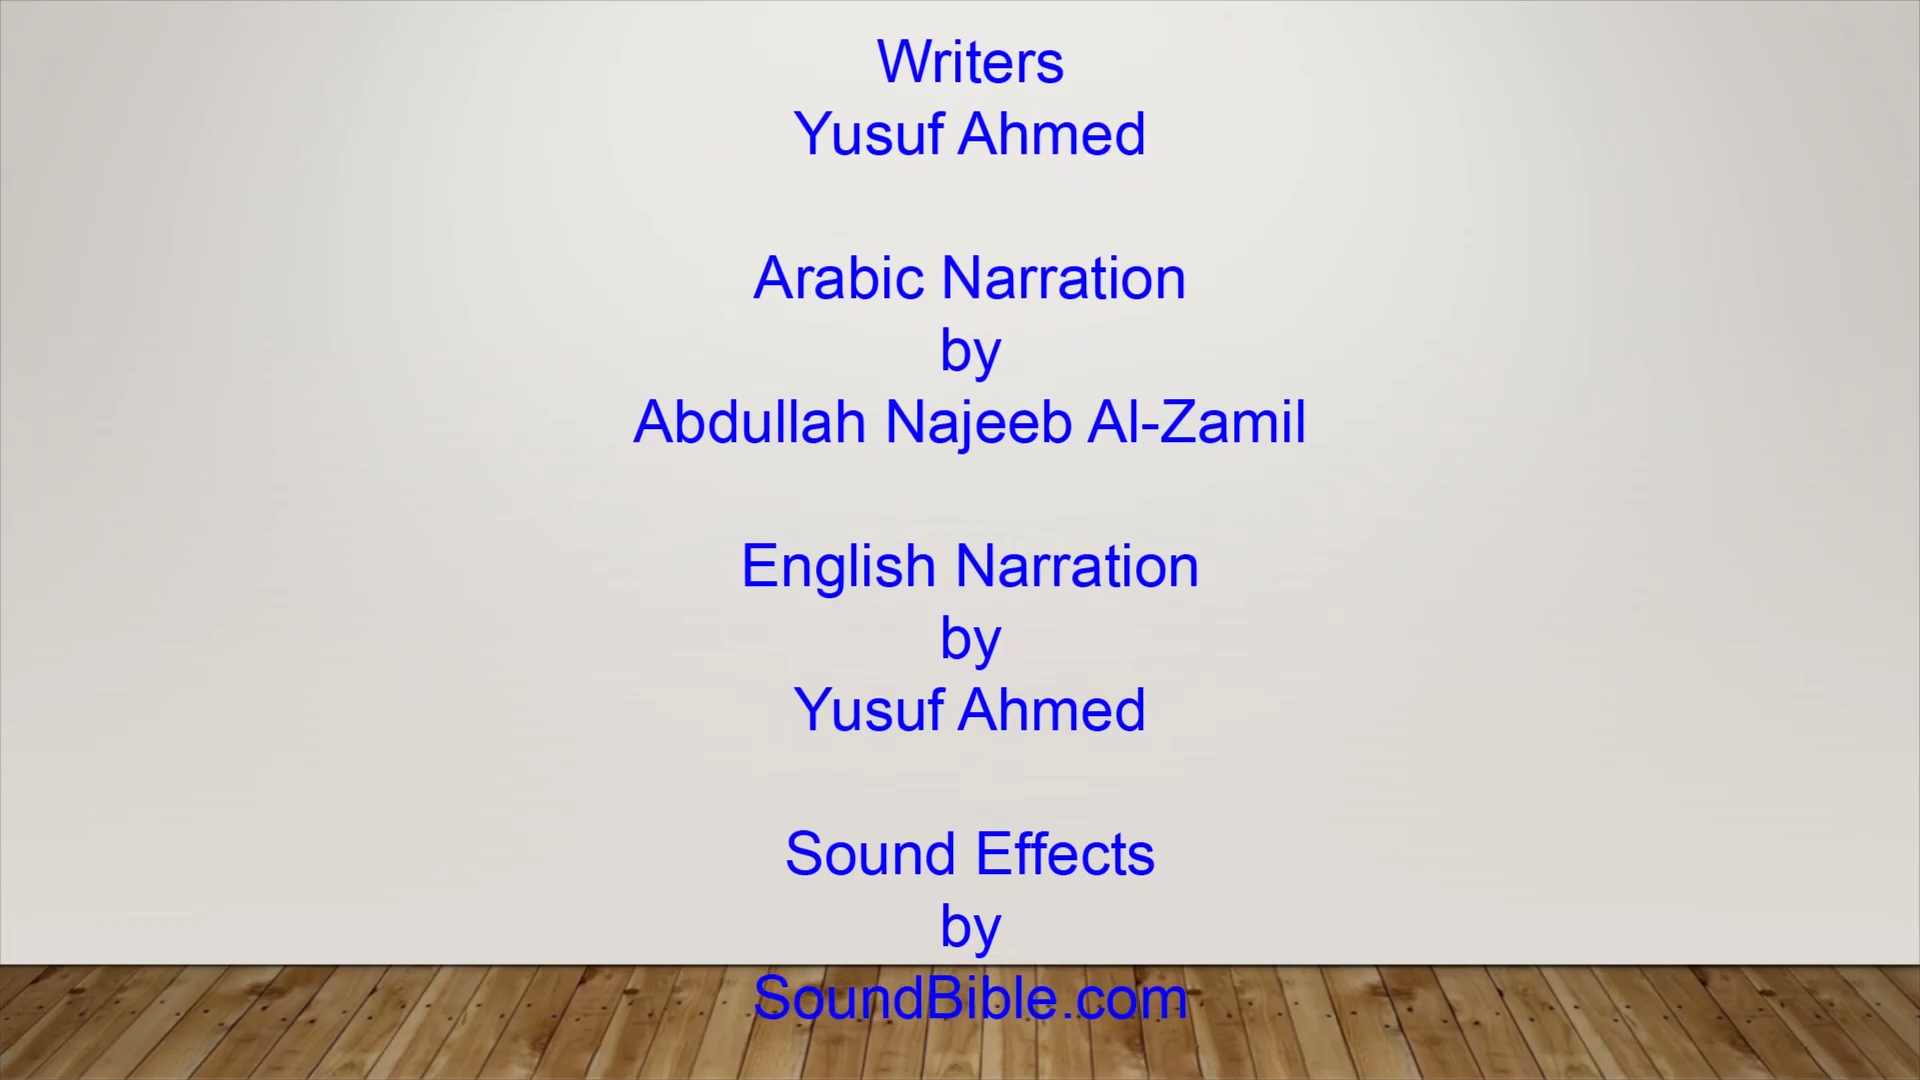 Writers
Yusuf Ahmed
Arabic Narration
by
Abdullah Najeeb Al-Zamil
English Narration
by
Yusuf Ahmed
Sound Effects
by
SoundBible.com